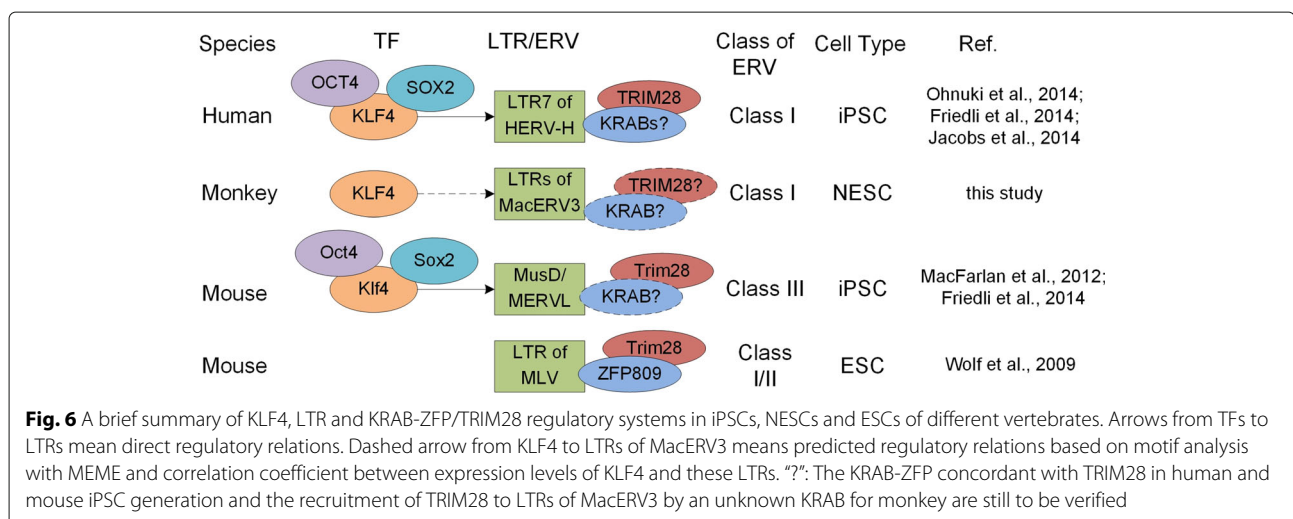 Species TF LTR/ERV Class of ERV Cell Type Ref.
Human OCT4 SOX2 KLF4 LTR7 of HERV-H TRIM28 KRABs? Class I iPSC Ohnuki et al., 2014; Friedli et al., 2014; Jacobs et al., 2014
Monkey KLF4 LTRs of MacERV3 TRIM28? KRAB? Class I NESC this study
Mouse Oct4 Sox2 Klf4 MusD/ MERVL Trim28 KRAB? Class III iPSC MacFarlan et al., 2012; Friedli et al., 2014
Mouse LTR of MLV Trim28 ZFP809 Class I/II ESC Wolf et al., 2009
Fig. 6 A brief summary of KLF4, LTR and KRAB-ZFP/TRIM28 regulatory systems in iPSCs, NESCs and ESCs of different vertebrates. Arrows from TFs to
LTRs mean direct regulatory relations. Dashed arrow from KLF4 to LTRs of MacERV3 means predicted regulatory relations based on motif analysis
with MEME and correlation coefficient between expression levels of KLF4 and these LTRs. “?”: The KRAB-ZFP concordant with TRIM28 in human and
mouse iPSC generation and the recruitment of TRIM28 to LTRs of MacERV3 by an unknown KRAB for monkey are still to be verified